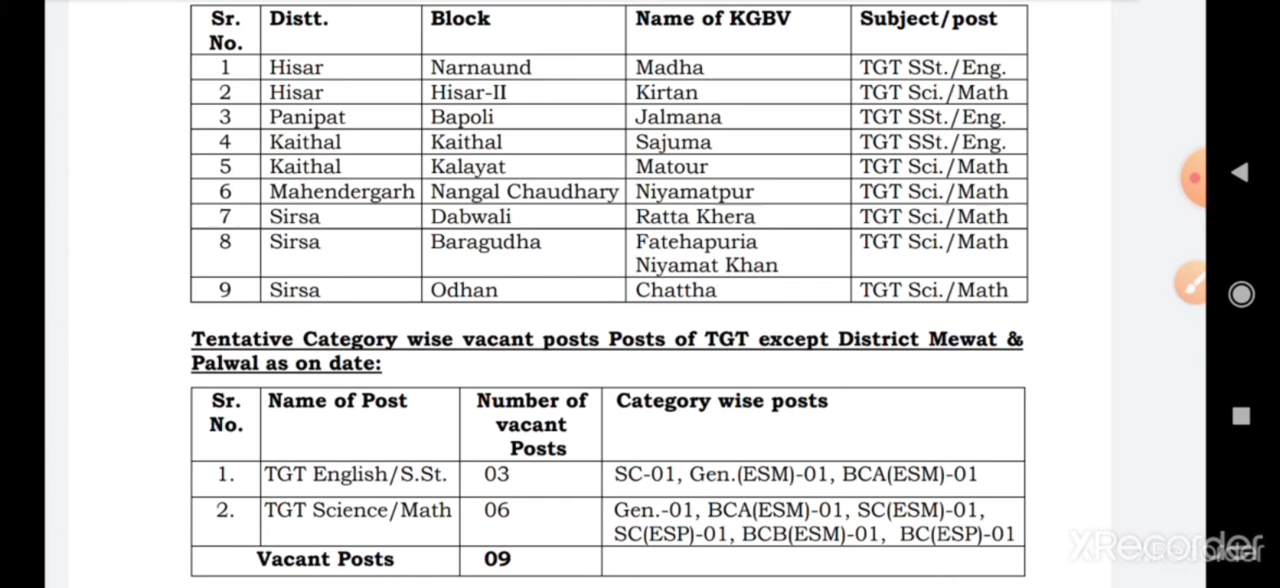 Sr. No. Distt. Block Name of KGBV Subject/post
1 Hisar Narnaund Madha TGT SSt./Eng.
2 Hisar Hisar-II Kirtan TGT Sci./Math
3 Panipat Bapoli Jalmana TGT SSt./Eng.
4 Kaithal Kaithal Sajuma TGT SSt./Eng.
5 Kaithal Kalayat Matour TGT Sci./Math
6 Mahendergarh Nangal Chaudhary Niyamatpur TGT Sci./Math
7 Sirsa Dabwali Ratta Khera TGT Sci./Math
8 Sirsa Baragudha Fatehapuria Niyamat Khan TGT Sci./Math
9 Sirsa Odhan Chattha TGT Sci./Math
Tentative Category wise vacant posts Posts of TGT except District Mewat &
Palwal as on date:
Sr. No. Name of Post Number of vacant Posts Category wise posts
1. TGT English/S.St. 03 SC-01, Gen.(ESM)-01, BCA(ESM)-01
2. TGT Science/Math 06 Gen.-01, BCA(ESM)-01, SC(ESM)-01,
SC(ESP)-01, BCB(ESM)-01, BC(ESP)-01
Vacant Posts 09
XRecorder